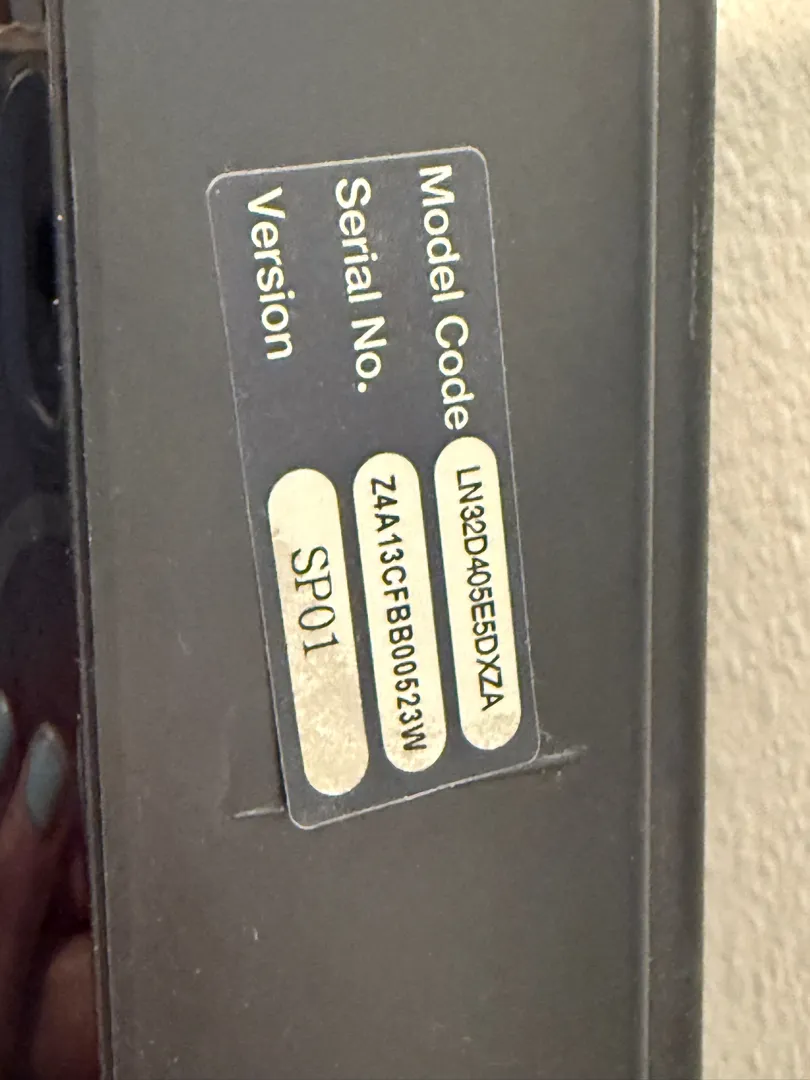 Model Code LN32D405E5DXZA
Serial No. Z4A13CFBB00523W
Version SP01